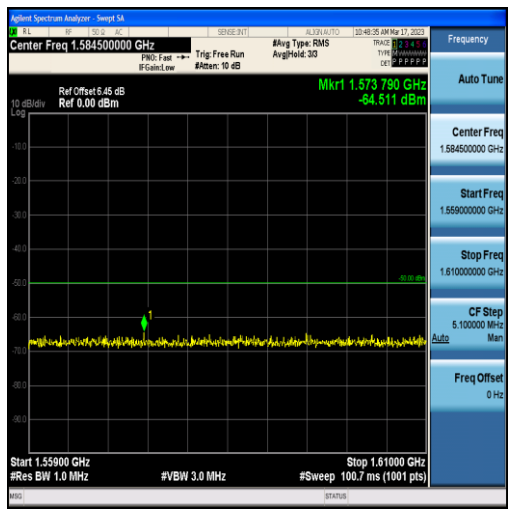 Agilent Spectrum Analyzer - Swept SA
RL RF 50 Ω AC SENSE:INT ALIGN AUTO 10:48:35 AM Mar 17, 2023
Center Freq 1.584500000 GHz
PNO: Fast
IFGain:Low
Trig: Free Run
#Atten: 10 dB
#Avg Type: RMS
Avg|Hold: 3/3
TRACE 1 2 3 4 5 6
TYPE
DET P P P P P P
Ref Offset 6.45 dB
10 dB/div Ref 0.00 dBm
Log
Mkr1 1.573 790 GHz
-64.511 dBm
-10.0
-20.0
-30.0
-40.0
-50.0
-60.0
-70.0
-80.0
-90.0
-50.00 dBm
1
Start 1.55900 GHz
Stop 1.61000 GHz
#Res BW 1.0 MHz
#VBW 3.0 MHz
#Sweep 100.7 ms (1001 pts)
MSG
STATUS
Frequency
Auto Tune
Center Freq
1.584500000 GHz
Start Freq
1.559000000 GHz
Stop Freq
1.610000000 GHz
CF Step
5.100000 MHz
Auto Man
Freq Offset
0 Hz